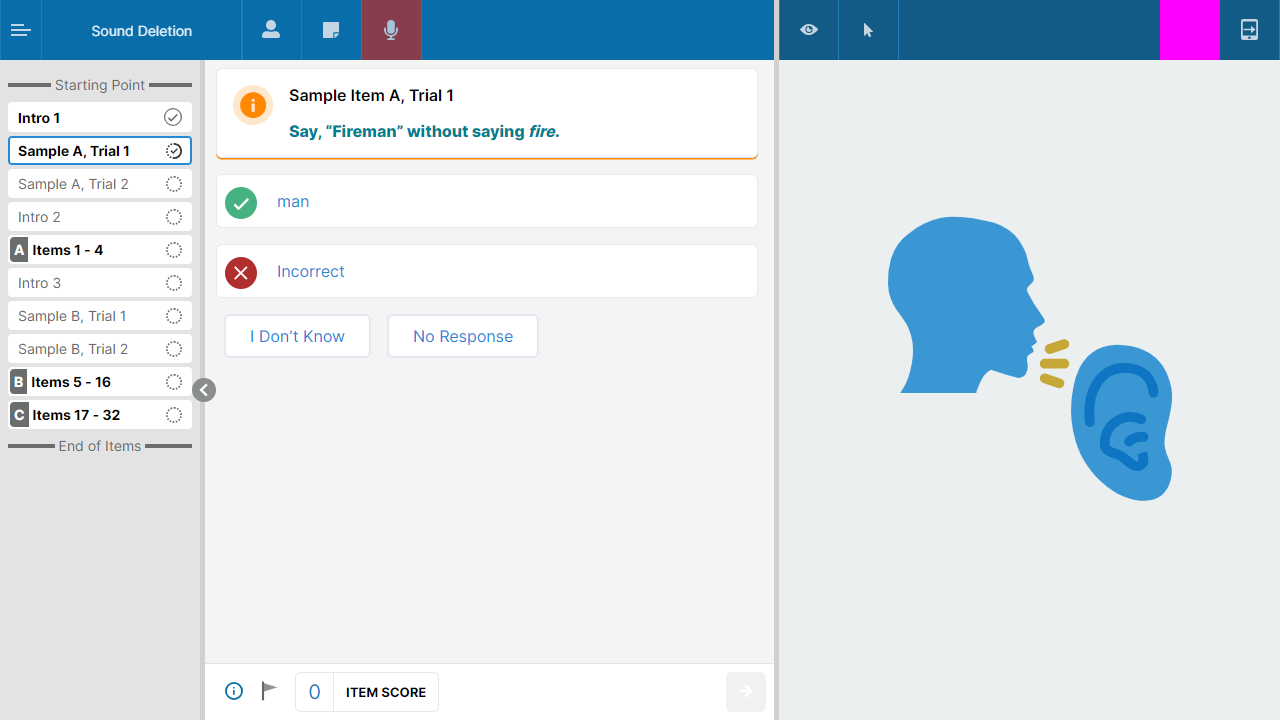 Sound Deletion
Starting Point
Intro 1
Sample A, Trial 1
Sample A, Trial 2
Intro 2
A Items 1 - 4
Intro 3
Sample B, Trial 1
Sample B, Trial 2
B Items 5 - 16
C Items 17 - 32
End of Items
Sample Item A, Trial 1
Say, “Fireman” without saying fire.
man
Incorrect
I Don’t Know
No Response
0 ITEM SCORE